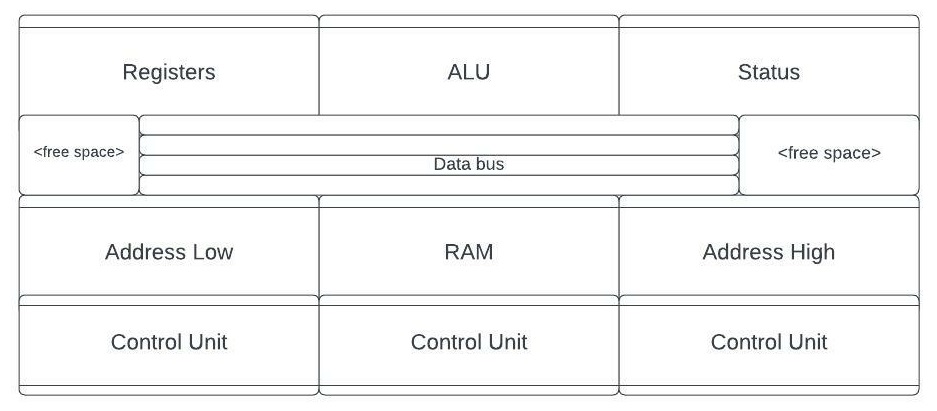 Registers
ALU
Status
<free space>
Data bus
<free space>
Address Low
RAM
Address High
Control Unit
Control Unit
Control Unit